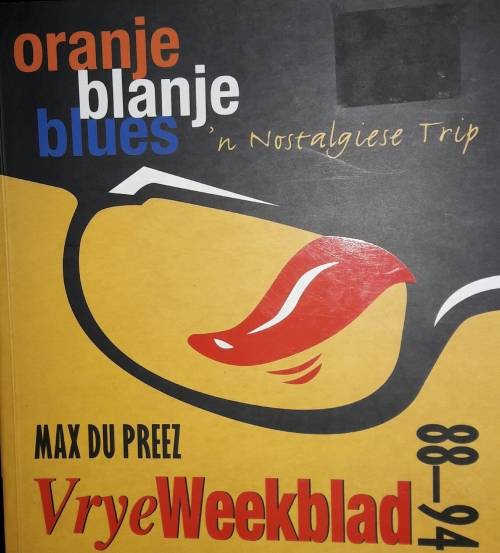 oranje
blanje
blues
'n Nostalgiese Trip
MAX DU PREEZ
VryeWeekblad
88-94